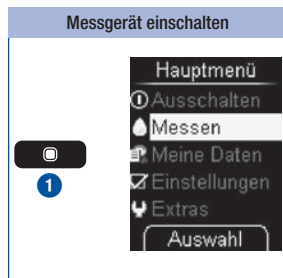 Messgerät einschalten
Hauptmenü
Ausschalten
Messen
Meine Daten
Einstellungen
Extras
Auswahl
1